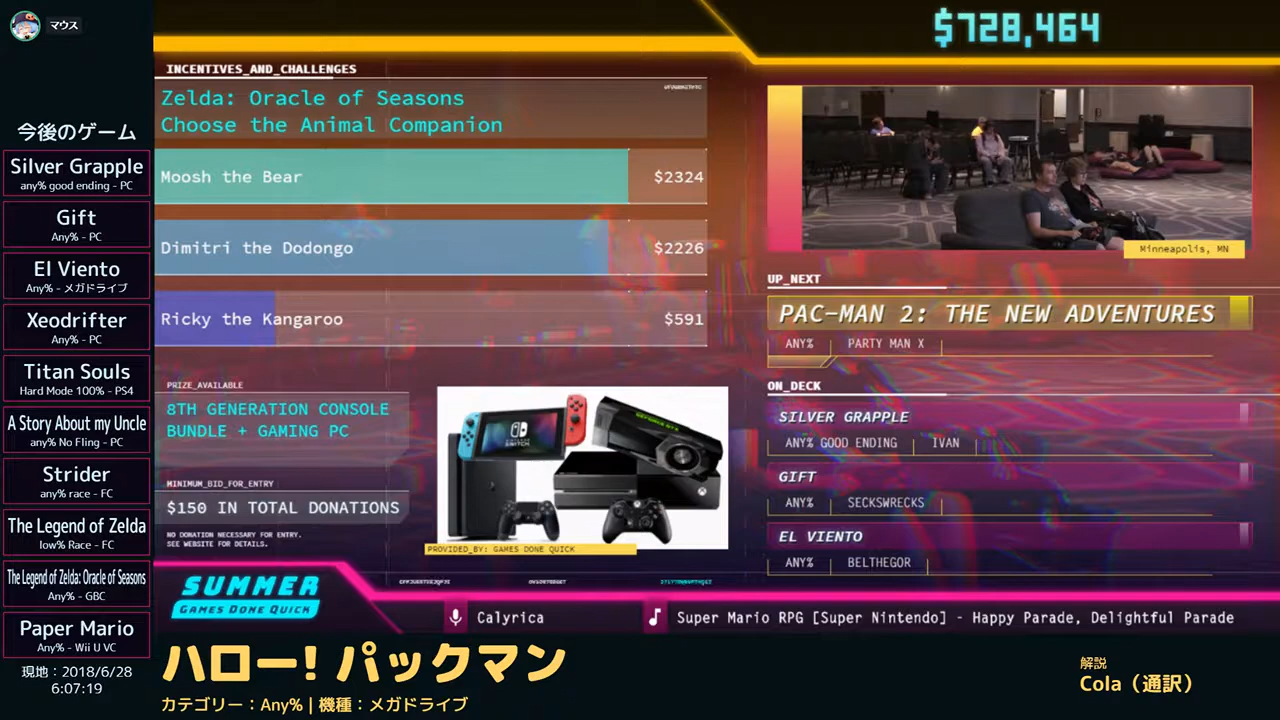 マウス
$728,464
今後のゲーム
Silver Grapple
any% good ending - PC
Gift
Any% - PC
El Viento
Any% - メガドライブ
Xeodrifter
Any% - PC
Titan Souls
Hard Mode 100% - PS4
A Story About my Uncle
any% No Fling - PC
Strider
any% race - FC
The Legend of Zelda
low% Race - FC
The Legend of Zelda: Oracle of Seasons
Any% - GBC
Paper Mario
Any% - Wii U VC
現地：2018/6/28
6:07:19
INCENTIVES_AND_CHALLENGES
Zelda: Oracle of Seasons
Choose the Animal Companion
Moosh the Bear $2324
Dimitri the Dodongo $2226
Ricky the Kangaroo $591
PRIZE_AVAILABLE
8TH GENERATION CONSOLE
BUNDLE + GAMING PC
MINIMUM_BID_FOR_ENTRY
$150 IN TOTAL DONATIONS
NO DONATION NECESSARY FOR ENTRY.
SEE WEBSITE FOR DETAILS.
PROVIDED_BY: GAMES DONE QUICK
Minneapolis, MN
UP_NEXT
PAC-MAN 2: THE NEW ADVENTURES
ANY% PARTY MAN X
ON_DECK
SILVER GRAPPLE
ANY% GOOD ENDING IVAN
GIFT
ANY% SECKSWRECKS
EL VIENTO
ANY% BELTHEGOR
SUMMER
GAMES DONE QUICK
Calyrica
Super Mario RPG [Super Nintendo] - Happy Parade, Delightful Parade
ハロー! パックマン
カテゴリー：Any% | 機種：メガドライブ
解説
Cola（通訳）